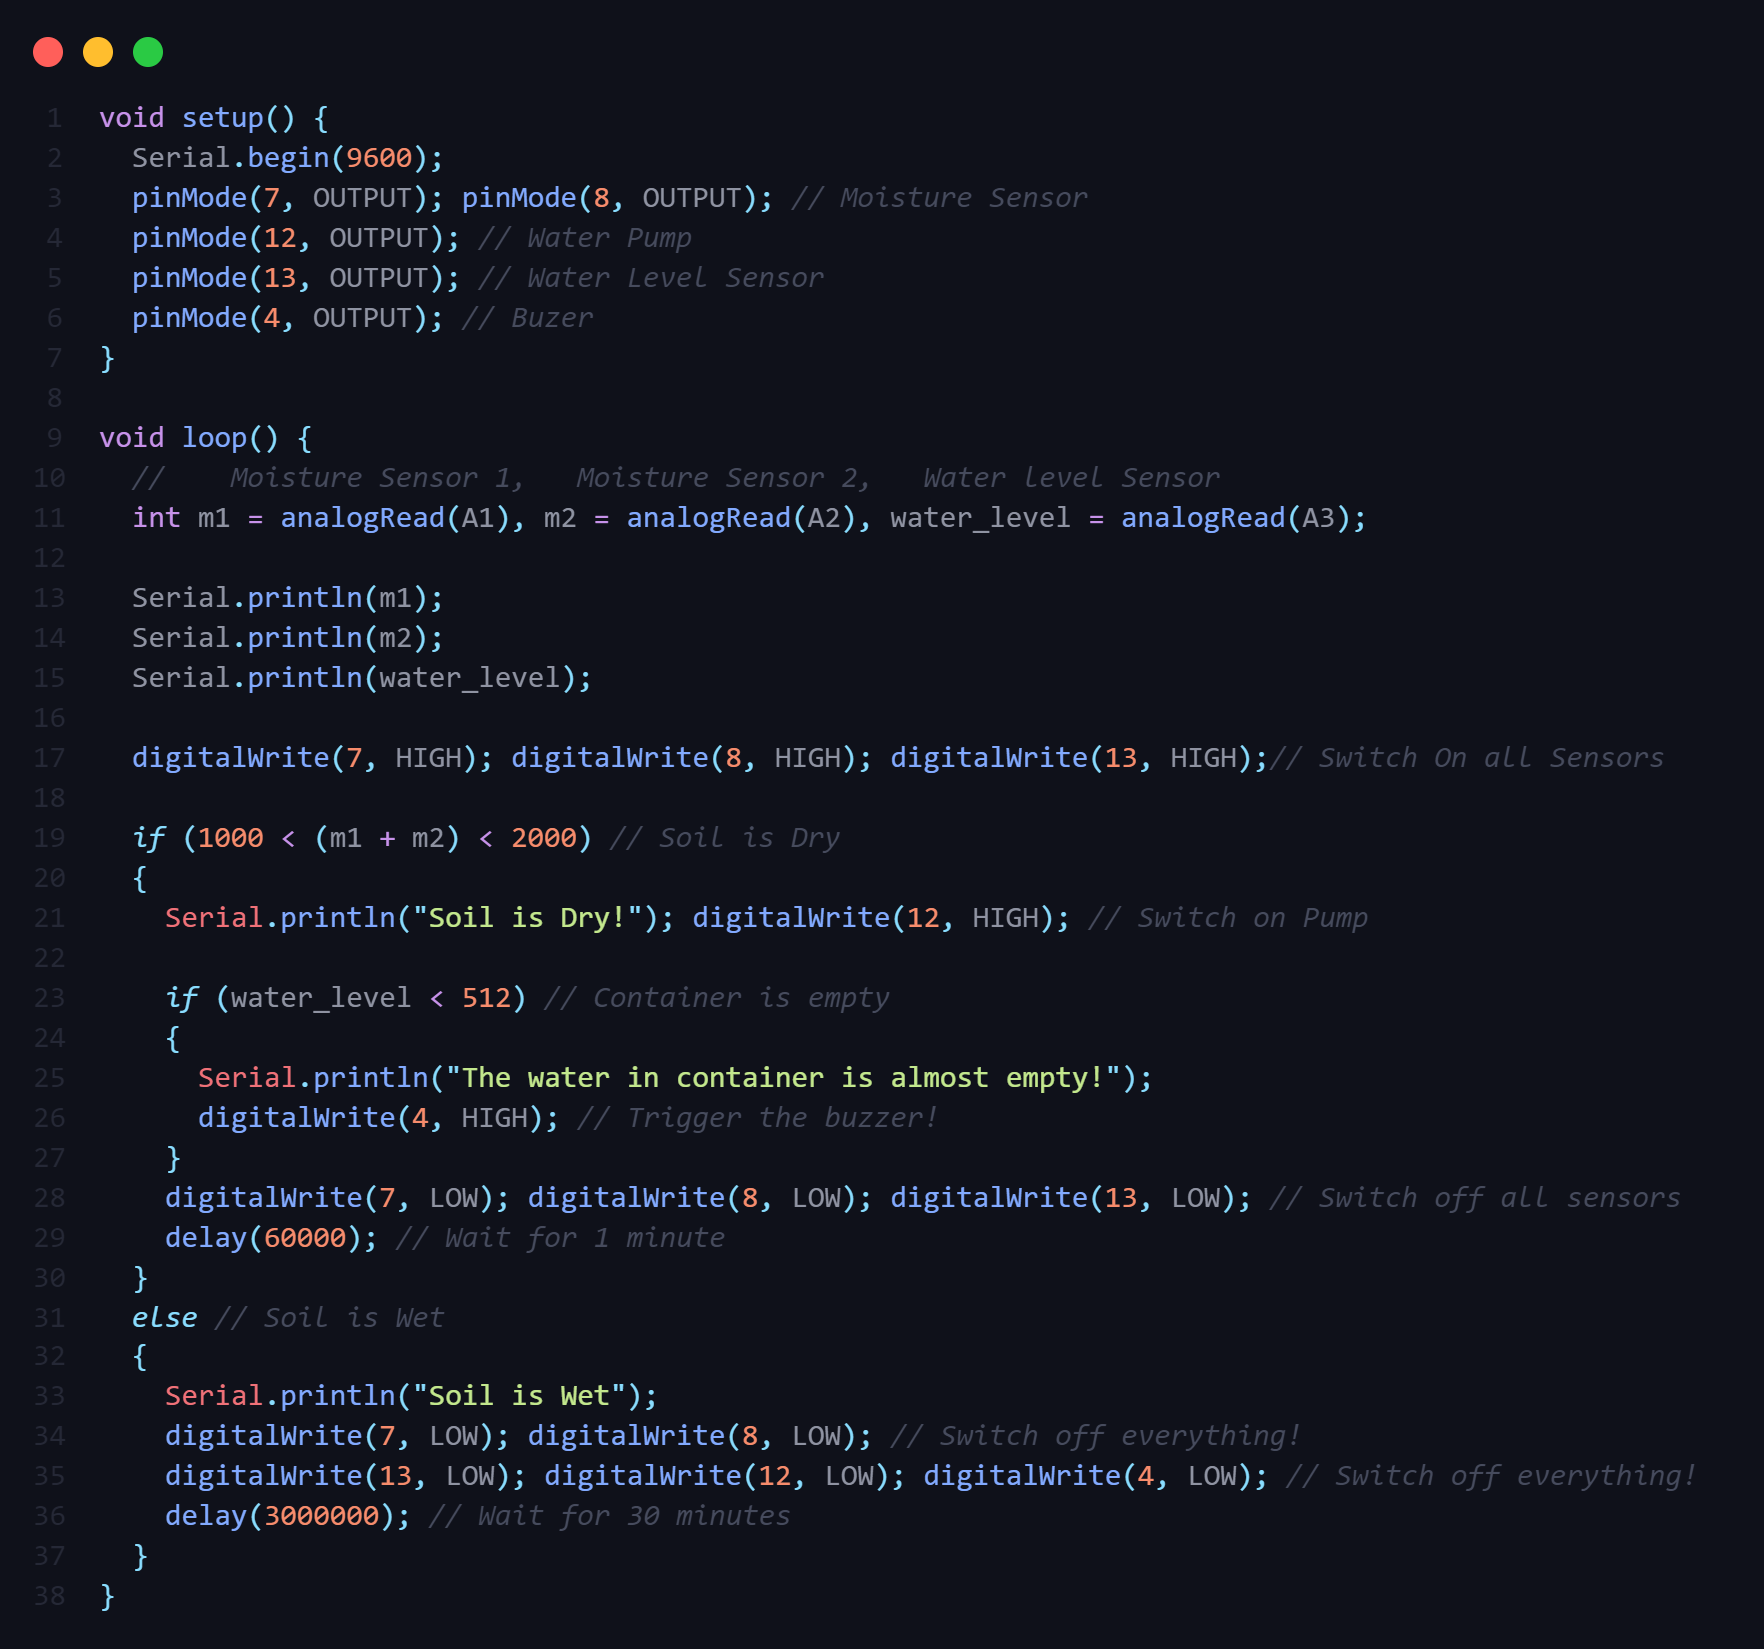 1 void setup() {
2 Serial.begin(9600);
3 pinMode(7, OUTPUT); pinMode(8, OUTPUT); // Moisture Sensor
4 pinMode(12, OUTPUT); // Water Pump
5 pinMode(13, OUTPUT); // Water Level Sensor
6 pinMode(4, OUTPUT); // Buzer
7 }
8
9 void loop() {
10 //    Moisture Sensor 1,   Moisture Sensor 2,   Water level Sensor
11 int m1 = analogRead(A1), m2 = analogRead(A2), water_level = analogRead(A3);
12
13 Serial.println(m1);
14 Serial.println(m2);
15 Serial.println(water_level);
16
17 digitalWrite(7, HIGH); digitalWrite(8, HIGH); digitalWrite(13, HIGH);// Switch On all Sensors
18
19 if (1000 < (m1 + m2) < 2000) // Soil is Dry
20 {
21 Serial.println("Soil is Dry!"); digitalWrite(12, HIGH); // Switch on Pump
22
23 if (water_level < 512) // Container is empty
24 {
25 Serial.println("The water in container is almost empty!");
26 digitalWrite(4, HIGH); // Trigger the buzzer!
27 }
28 digitalWrite(7, LOW); digitalWrite(8, LOW); digitalWrite(13, LOW); // Switch off all sensors
29 delay(60000); // Wait for 1 minute
30 }
31 else // Soil is Wet
32 {
33 Serial.println("Soil is Wet");
34 digitalWrite(7, LOW); digitalWrite(8, LOW); // Switch off everything!
35 digitalWrite(13, LOW); digitalWrite(12, LOW); digitalWrite(4, LOW); // Switch off everything!
36 delay(3000000); // Wait for 30 minutes
37 }
38 }